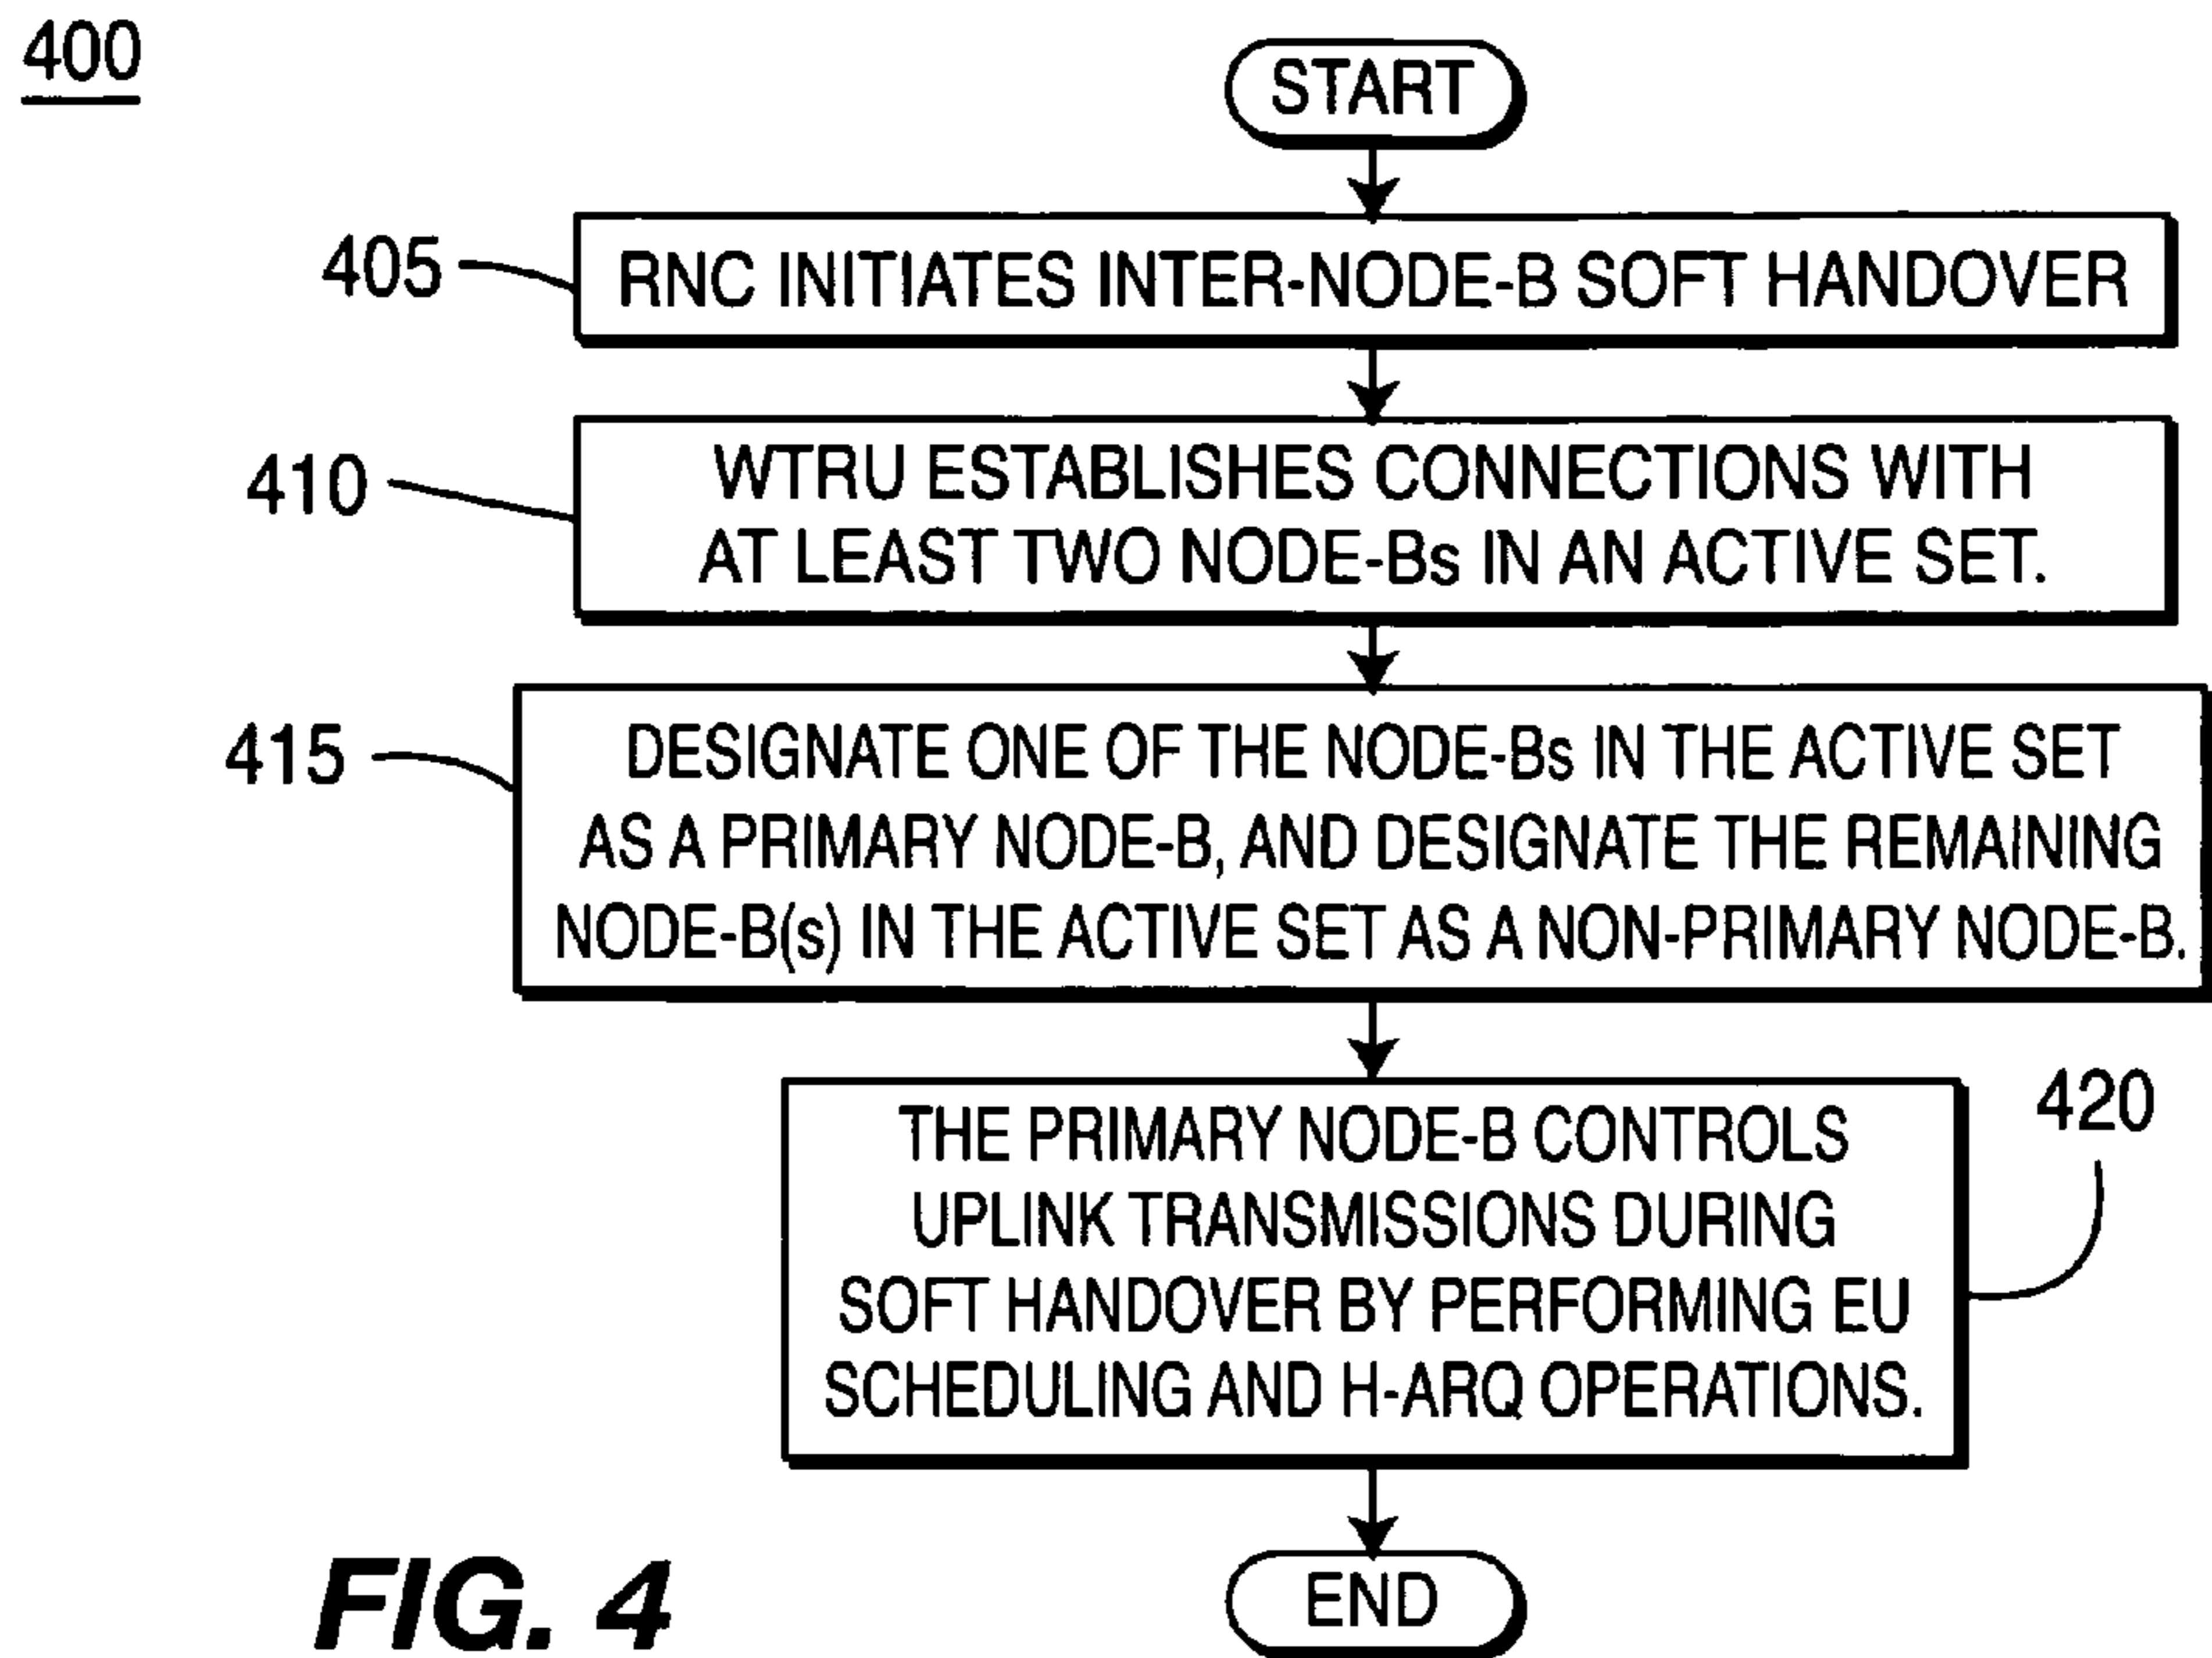 400
START
405
RNC INITIATES INTER-NODE-B SOFT HANDOVER
410
WTRU ESTABLISHES CONNECTIONS WITH
AT LEAST TWO NODE-Bs IN AN ACTIVE SET.
415
DESIGNATE ONE OF THE NODE-Bs IN THE ACTIVE SET
AS A PRIMARY NODE-B, AND DESIGNATE THE REMAINING
NODE-B(s) IN THE ACTIVE SET AS A NON-PRIMARY NODE-B.
420
THE PRIMARY NODE-B CONTROLS
UPLINK TRANSMISSIONS DURING
SOFT HANDOVER BY PERFORMING EU
SCHEDULING AND H-ARQ OPERATIONS.
END
FIG. 4